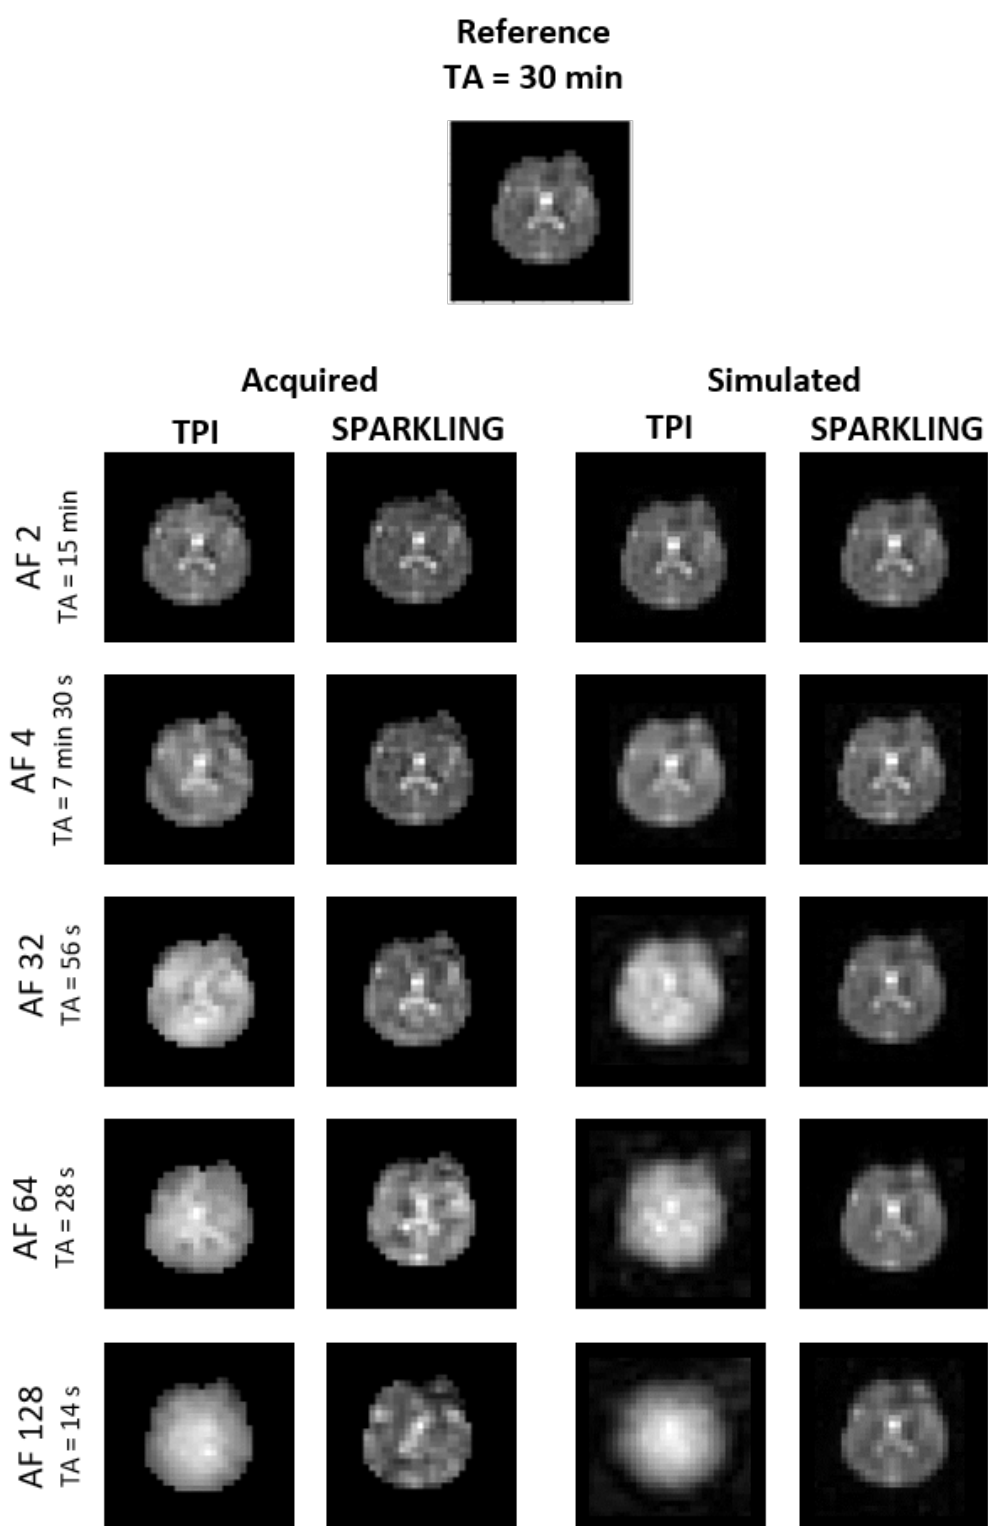 Reference
TA = 30 min
Acquired
Simulated
TPI
SPARKLING
TPI
SPARKLING
AF 2
TA = 15 min
AF 4
TA = 7 min 30 s
AF 32
TA = 56 s
AF 64
TA = 28 s
AF 128
TA = 14 s